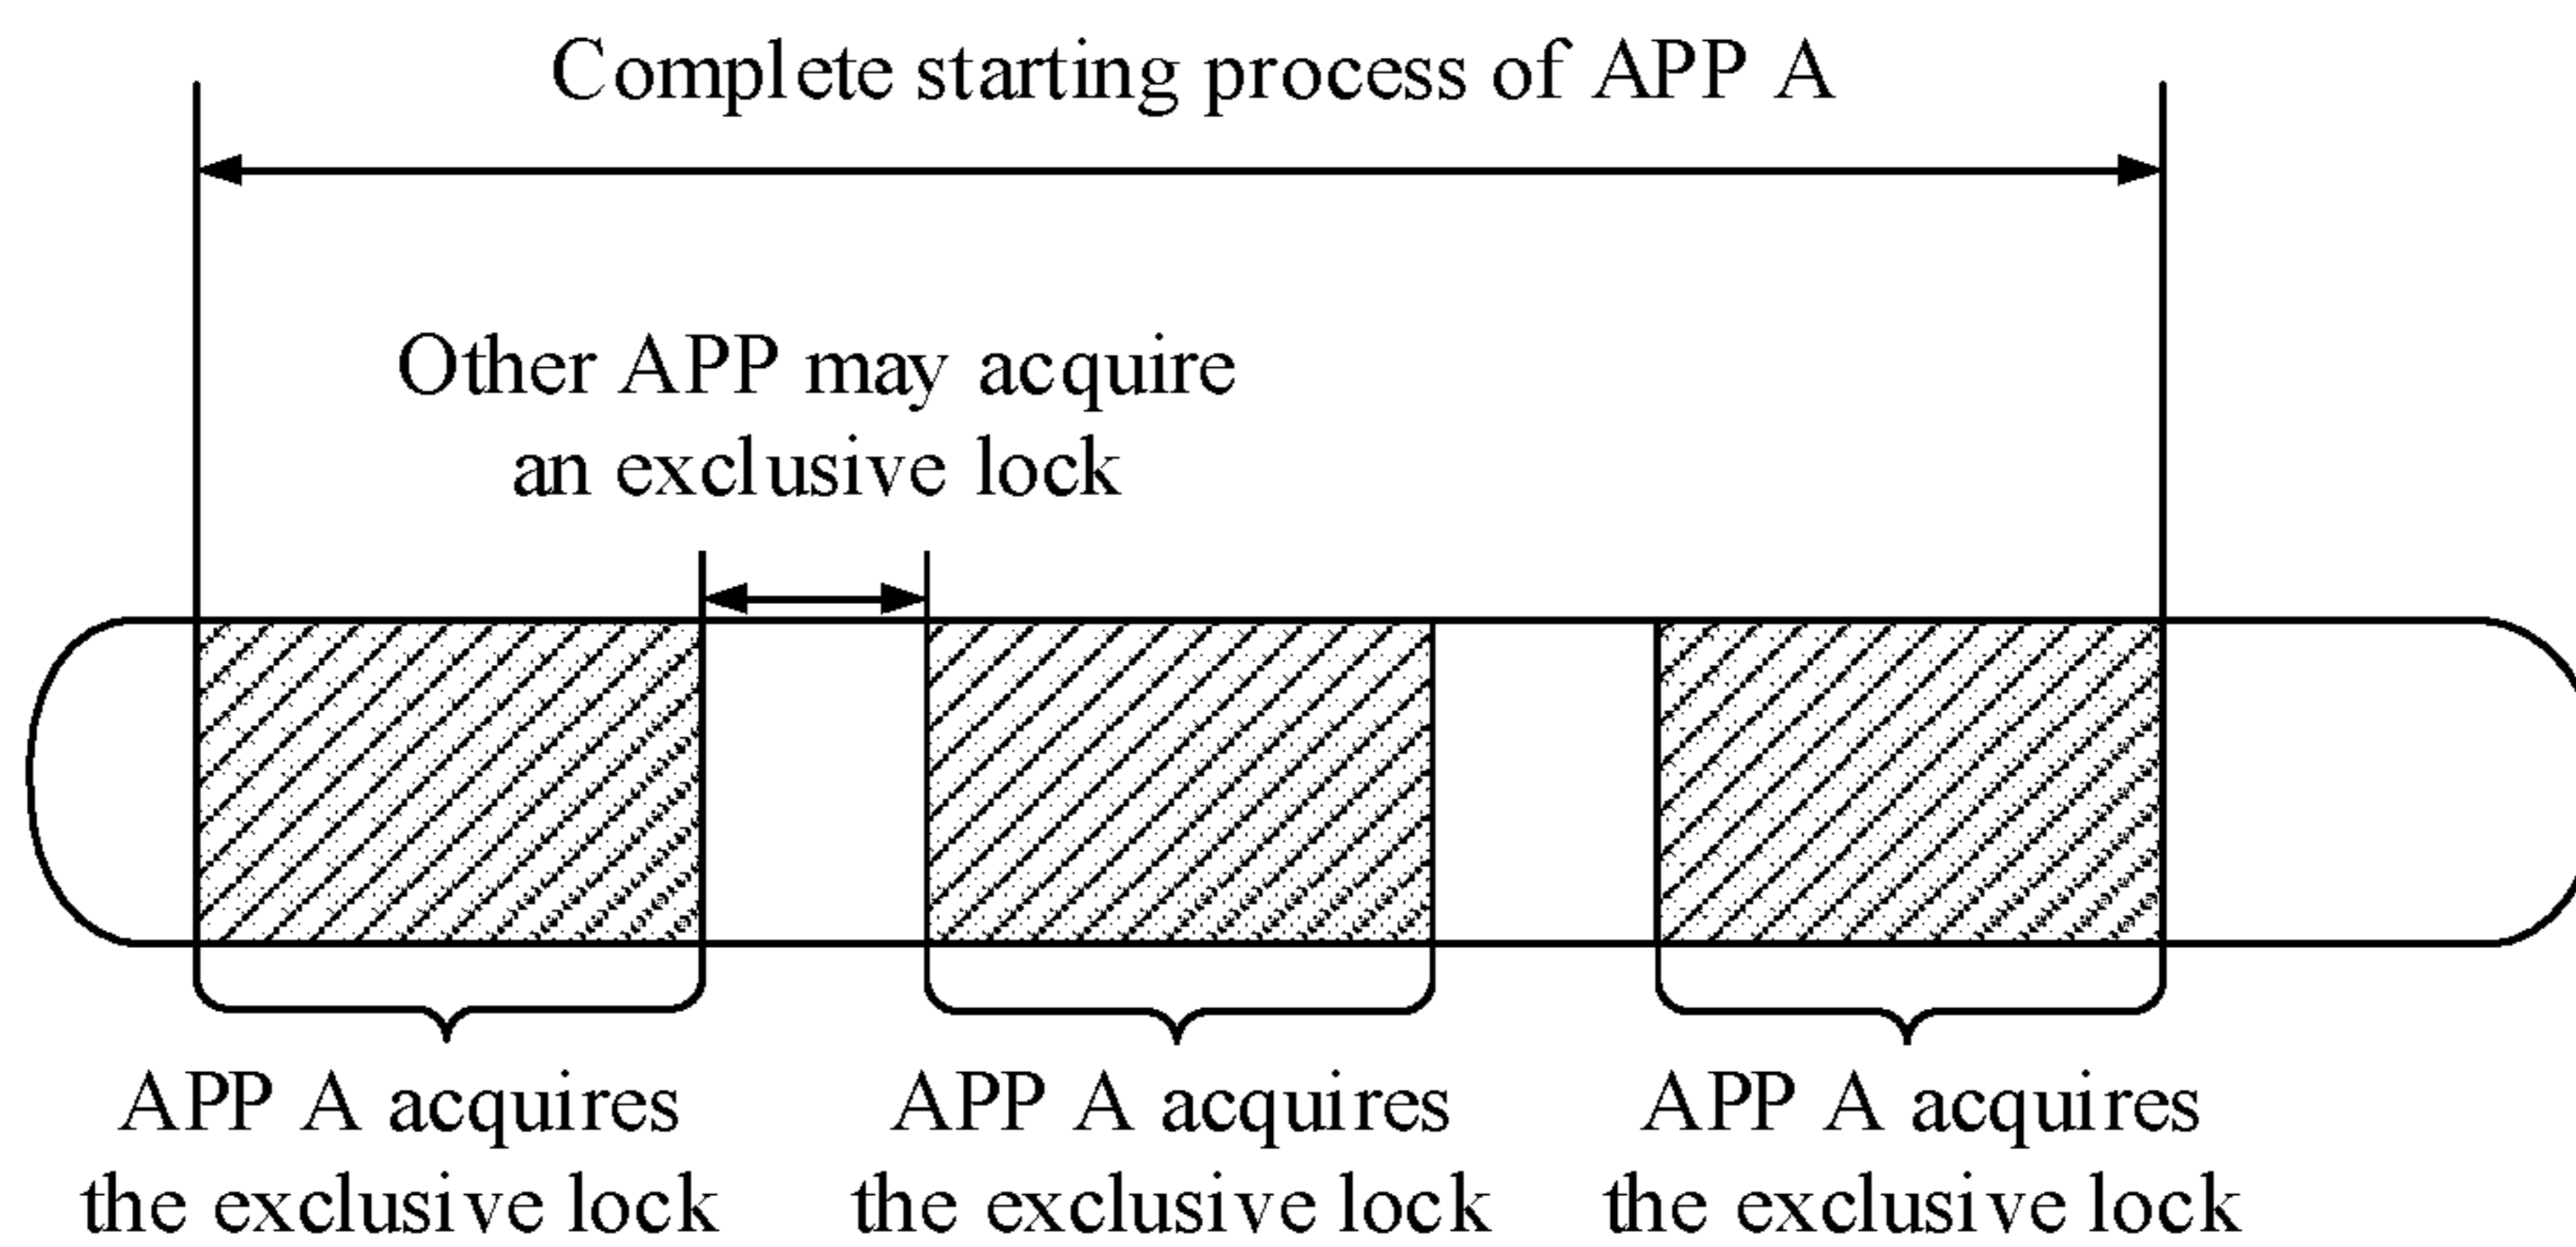 Complete starting process of APP A
Other APP may acquire
an exclusive lock
APP A acquires
the exclusive lock
APP A acquires
the exclusive lock
APP A acquires
the exclusive lock